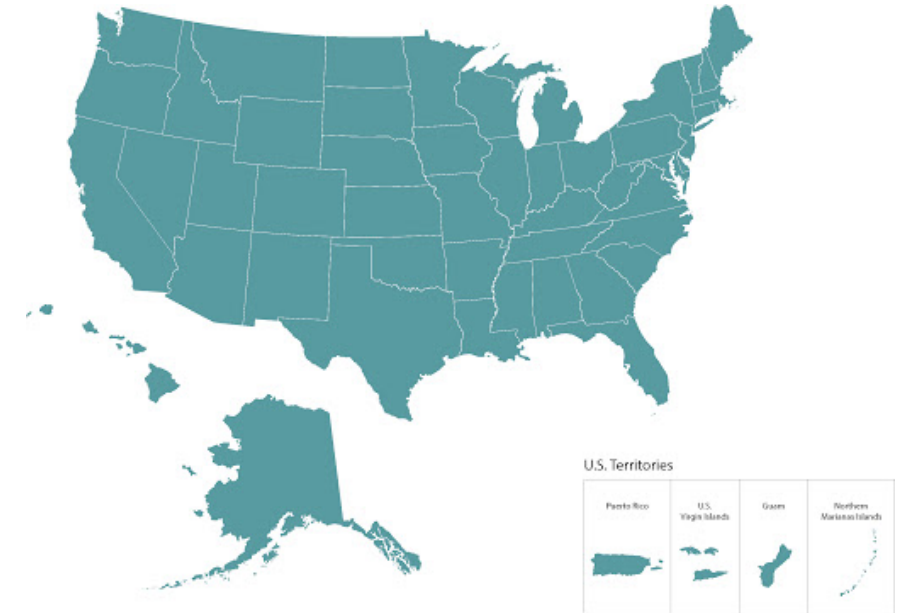 U.S. Territories
Puerto Rico
U.S.
Virgin Islands
Guam
Northern
Marianas Islands